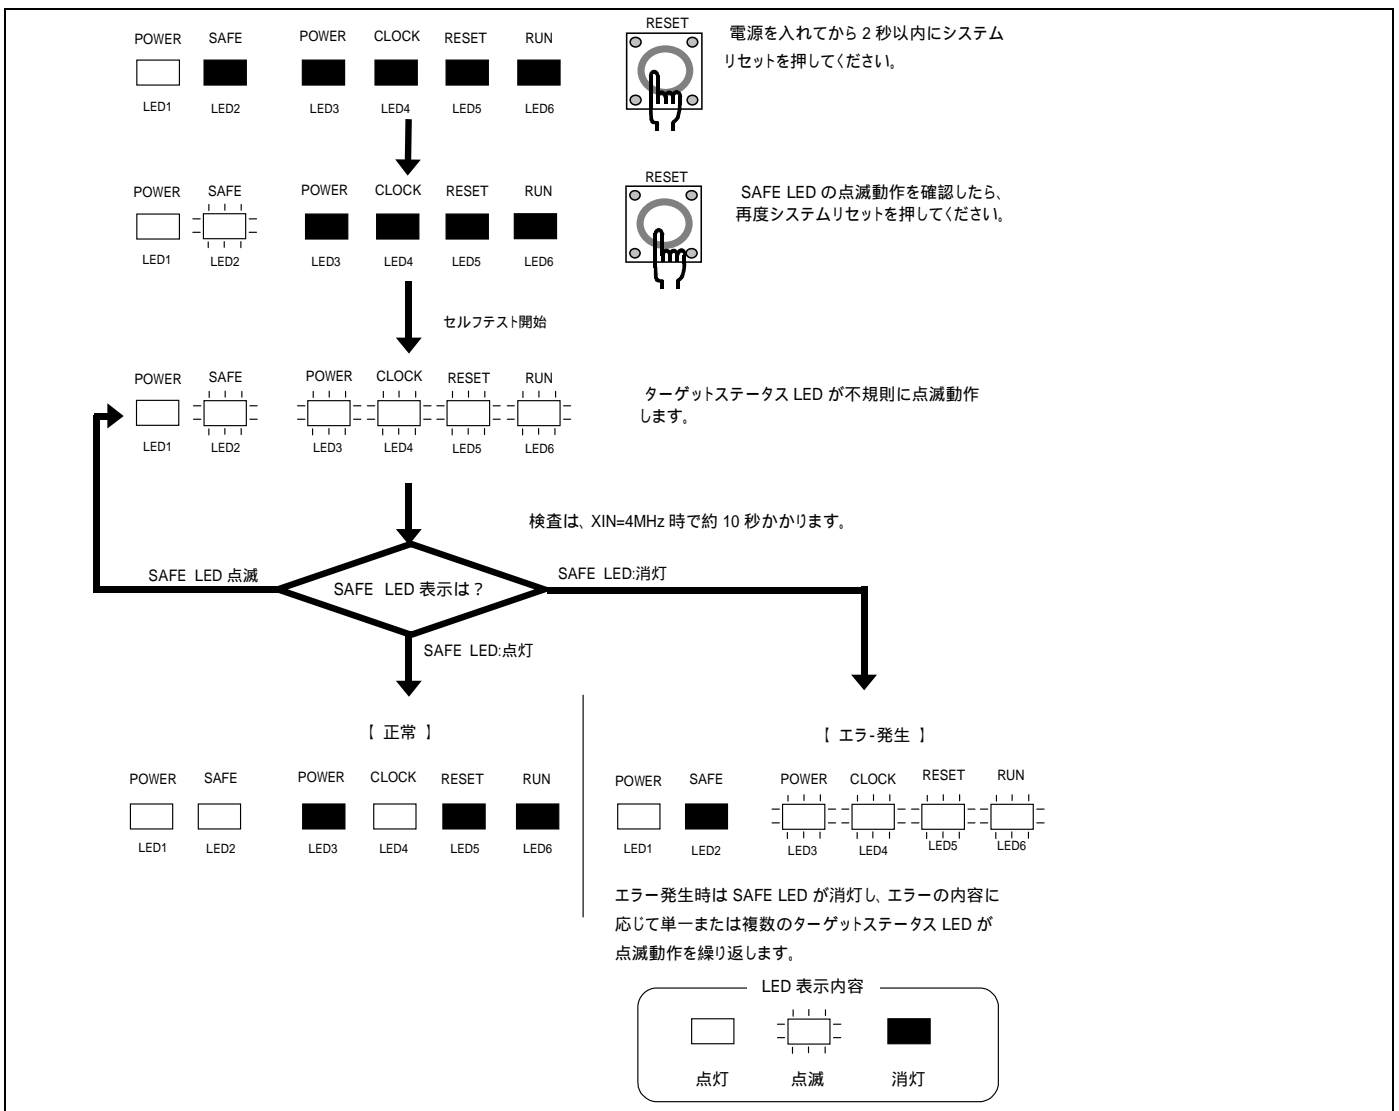 POWER SAFE POWER CLOCK RESET RUN
LED1 LED2 LED3 LED4 LED5 LED6
RESET
電源を入れてから2秒以内にシステム
リセットを押してください。
POWER SAFE POWER CLOCK RESET RUN
LED1 LED2 LED3 LED4 LED5 LED6
RESET
SAFE LED の点滅動作を確認したら、
再度システムリセットを押してください。
セルフテスト開始
POWER SAFE POWER CLOCK RESET RUN
LED1 LED2 LED3 LED4 LED5 LED6
ターゲットステータス LED が不規則に点滅動作
します。
検査は、XIN=4MHz 時で約 10 秒かかります。
SAFE LED 点滅
SAFE LED 表示は?
SAFE LED:消灯
SAFE LED:点灯
【 正常 】
POWER SAFE POWER CLOCK RESET RUN
LED1 LED2 LED3 LED4 LED5 LED6
【 エラ-発生 】
POWER SAFE POWER CLOCK RESET RUN
LED1 LED2 LED3 LED4 LED5 LED6
エラー発生時は SAFE LED が消灯し、エラーの内容に
応じて単一または複数のターゲットステータス LED が
点滅動作を繰り返します。
LED 表示内容
点灯 点滅 消灯